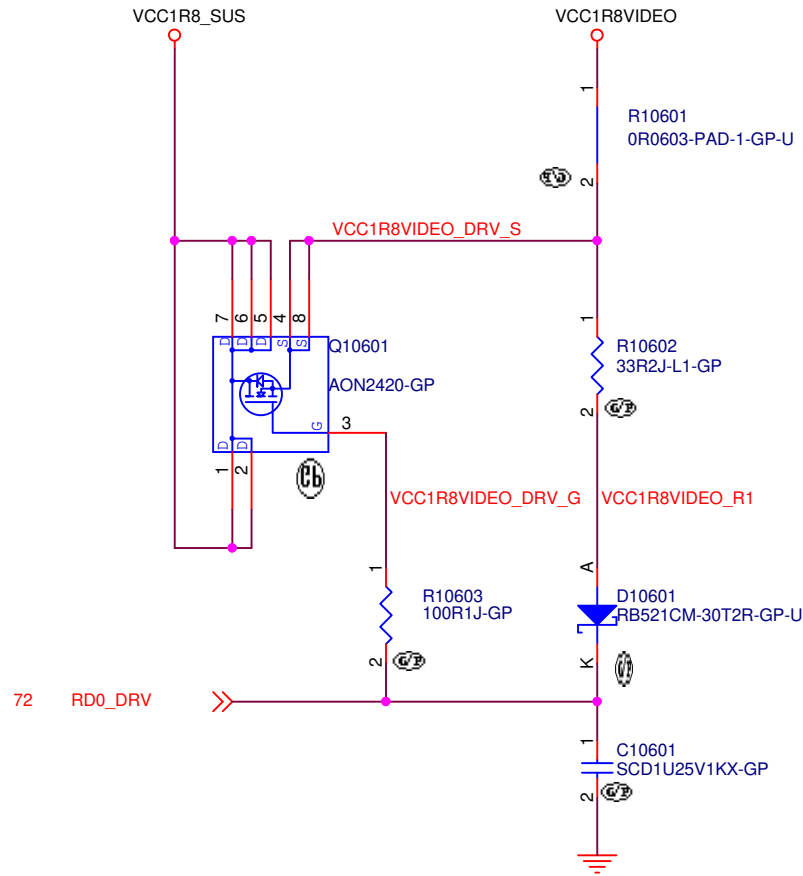 VCC1R8_SUS
VCC1R8VIDEO
1
R10601
0R0603-PAD-1-GP-U
2
VCC1R8VIDEO_DRV_S
7 6 5 4 8
D D D S S
Q10601
AON2420-GP
G
3
D D
1 2
1
R10602
33R2J-L1-GP
2
G/P
VCC1R8VIDEO_DRV_G
VCC1R8VIDEO_R1
1
R10603
100R1J-GP
2
G/P
A
D10601
RB521CM-30T2R-GP-U
K
G/P
72 RD0_DRV
1
C10601
SCD1U25V1KX-GP
2
G/P